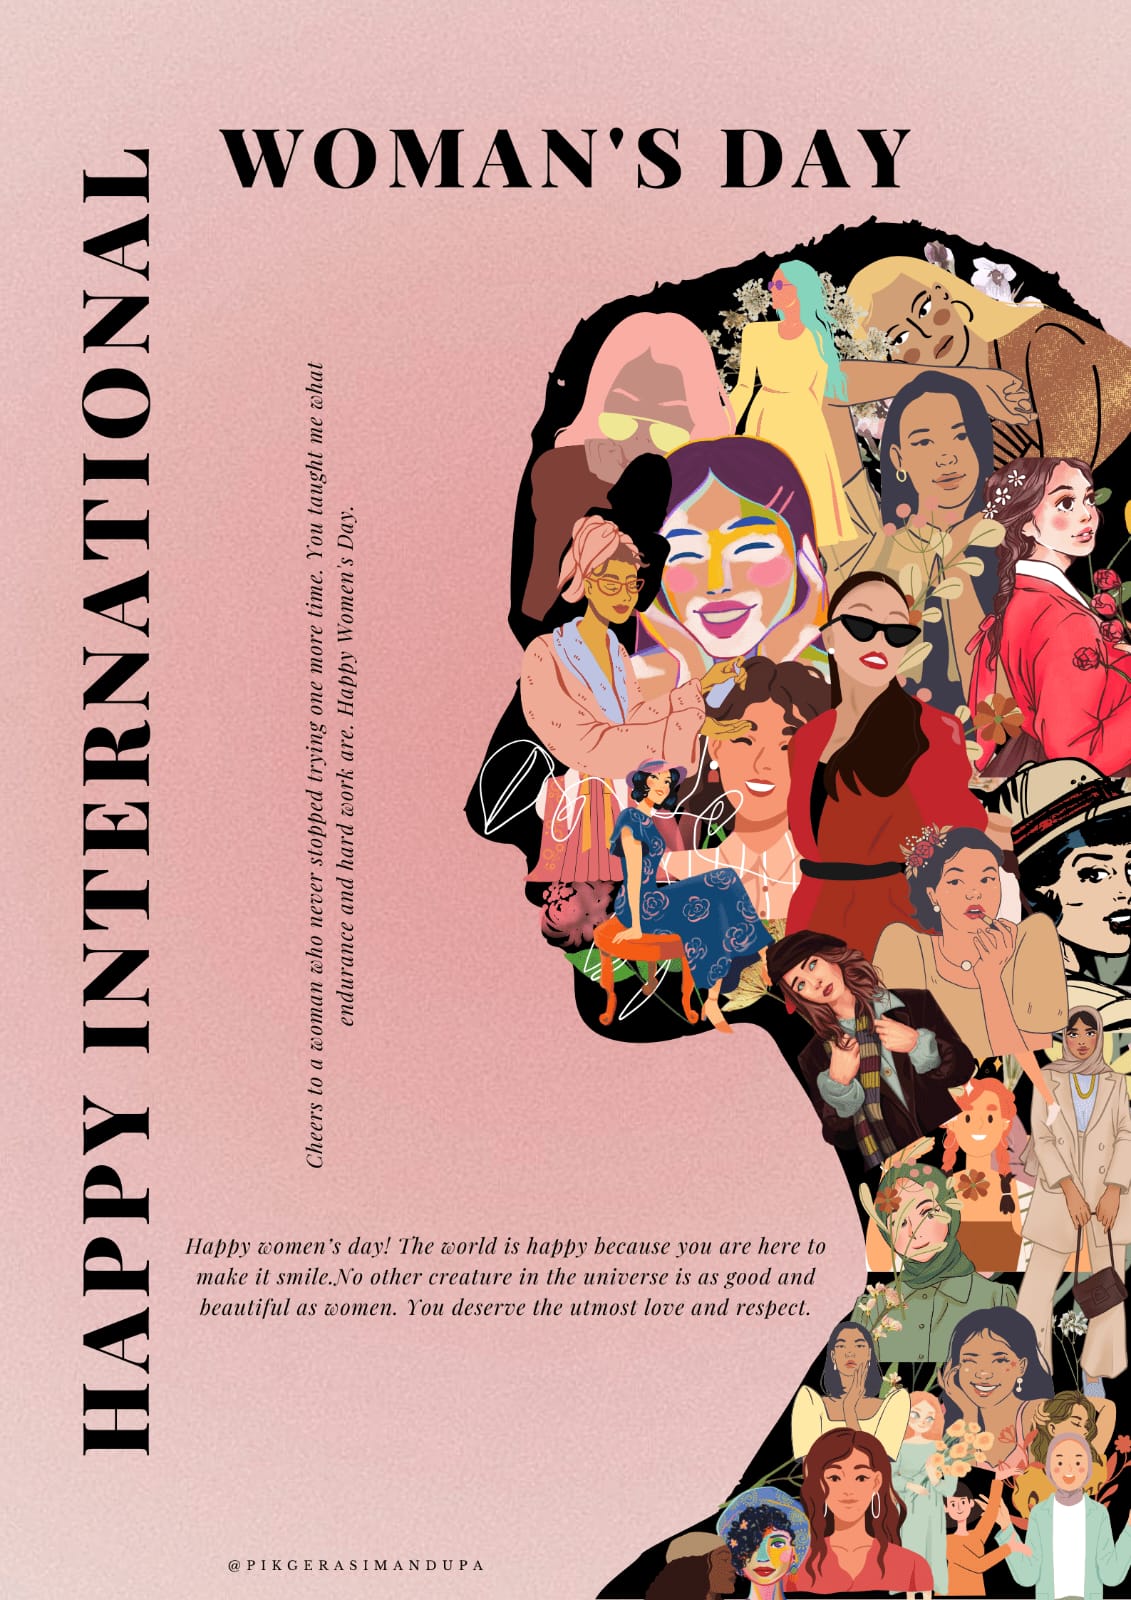 HAPPY INTERNATIONAL
WOMAN'S DAY
Cheers to a woman who never stopped trying one more time. You taught me what
endurance and hard work are. Happy Women's Day.
Happy women’s day! The world is happy because you are here to
make it smile.No other creature in the universe is as good and
beautiful as women. You deserve the utmost love and respect.
@PIKGERASIMANDUPA